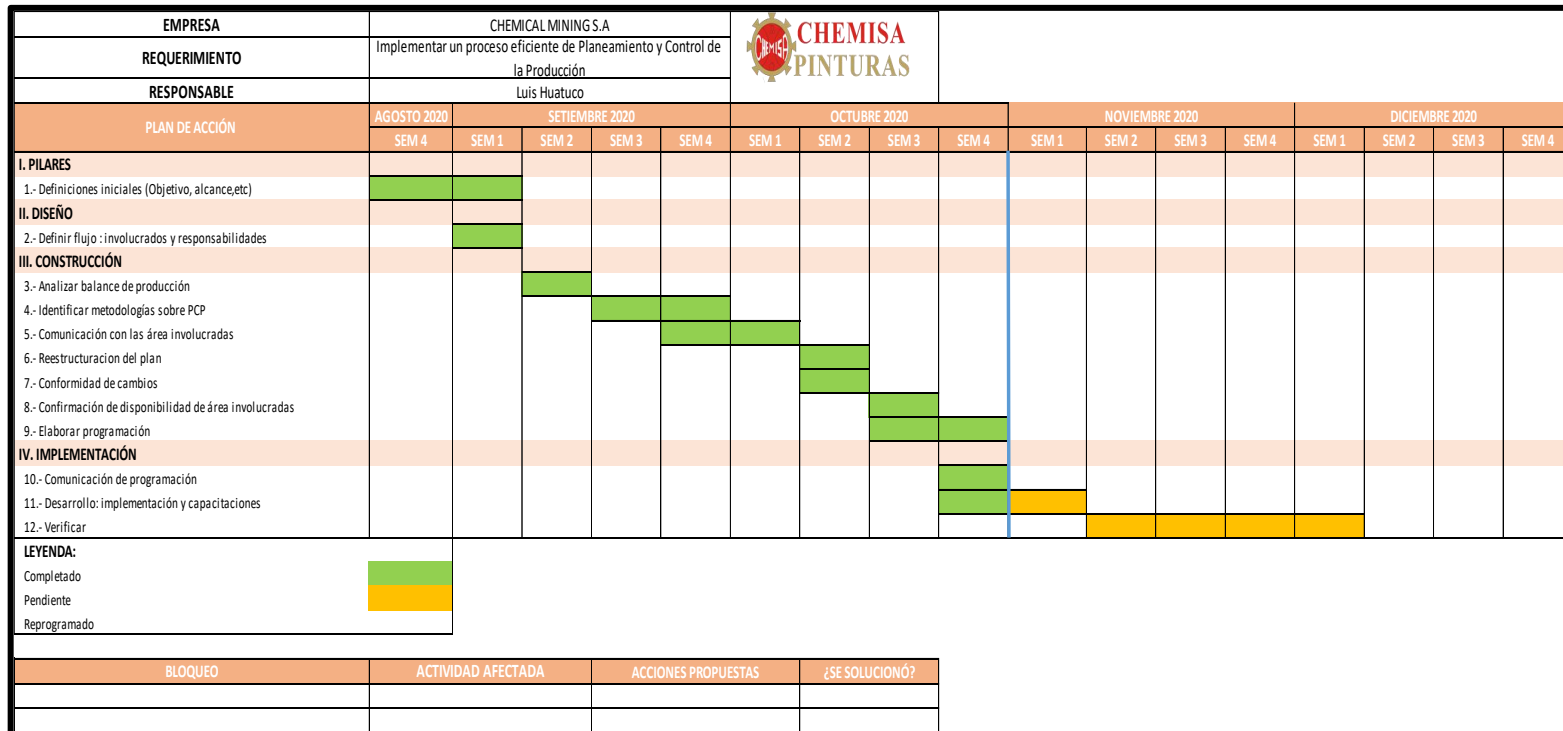 EMPRESA CHEMICAL MINING S.A
REQUERIMIENTO Implementar un proceso eficiente de Planeamiento y Control de
la Producción
RESPONSABLE Luis Huatuco
CHEMISA
CHEMISA
PINTURAS
PLAN DE ACCIÓN AGOSTO 2020 SETIEMBRE 2020 OCTUBRE 2020 NOVIEMBRE 2020 DICIEMBRE 2020
SEM 4 SEM 1 SEM 2 SEM 3 SEM 4 SEM 1 SEM 2 SEM 3 SEM 4 SEM 1 SEM 2 SEM 3 SEM 4 SEM 1 SEM 2 SEM 3 SEM 4
I. PILARES
1.- Definiciones iniciales (Objetivo, alcance,etc)
II. DISEÑO
2.- Definir flujo : involucrados y responsabilidades
III. CONSTRUCCIÓN
3.- Analizar balance de producción
4.- Identificar metodologías sobre PCP
5.- Comunicación con las área involucradas
6.- Reestructuracion del plan
7.- Conformidad de cambios
8.- Confirmación de disponibilidad de área involucradas
9.- Elaborar programación
IV. IMPLEMENTACIÓN
10.- Comunicación de programación
11.- Desarrollo: implementación y capacitaciones
12.- Verificar
LEYENDA:
Completado
Pendiente
Reprogramado
BLOQUEO ACTIVIDAD AFECTADA ACCIONES PROPUESTAS ¿SE SOLUCIONÓ?